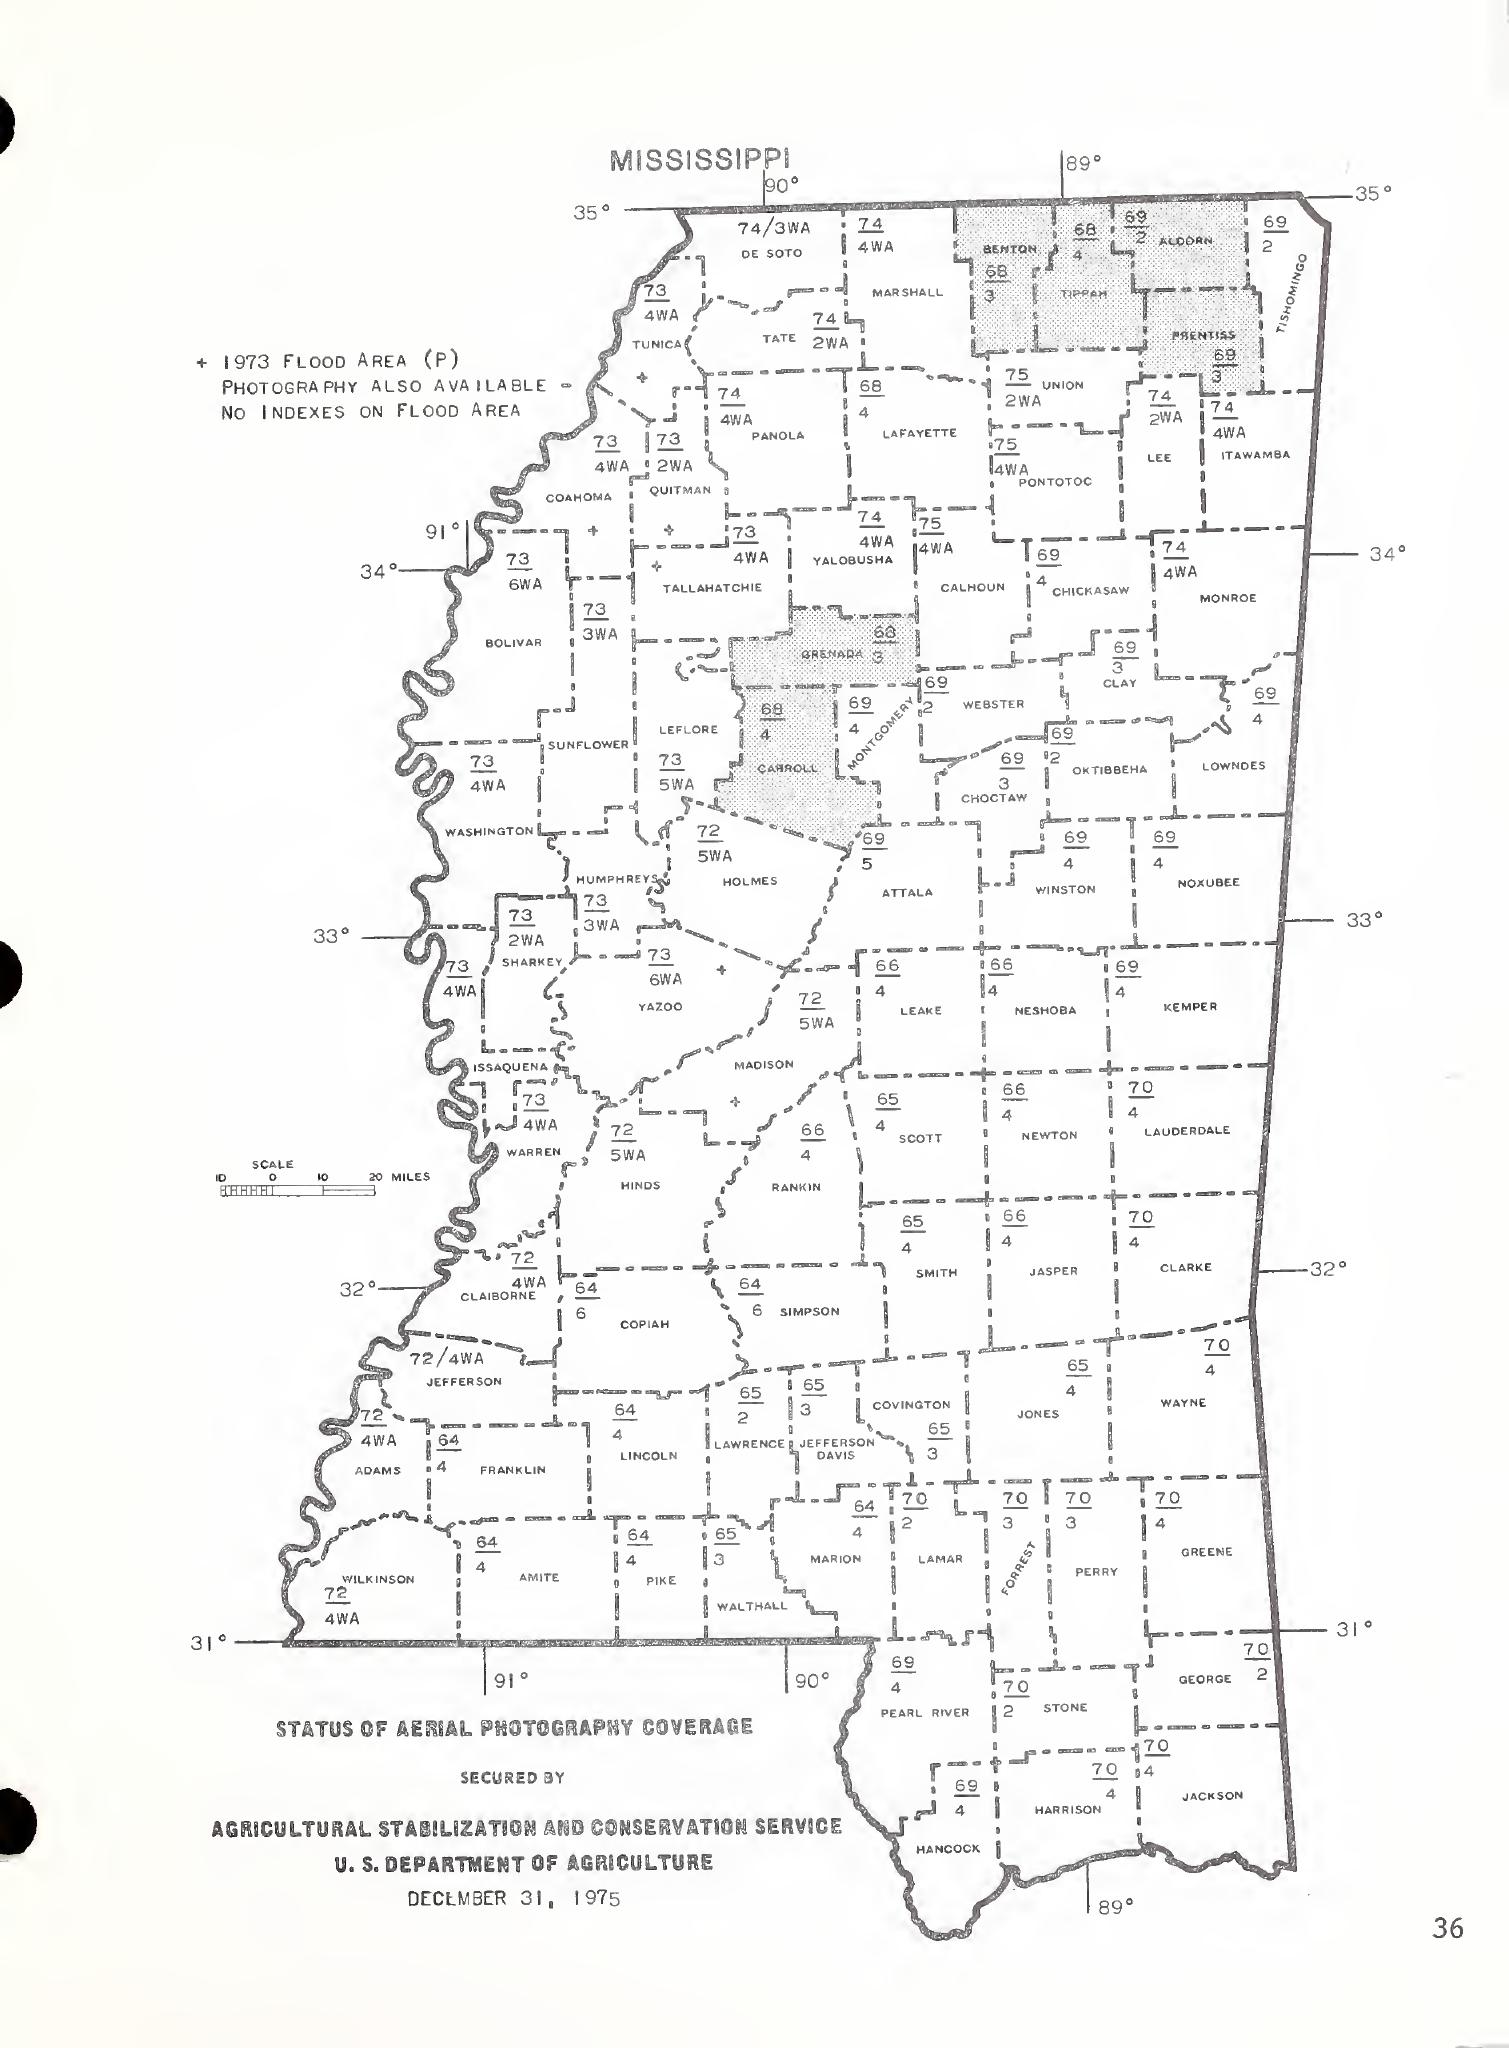 MISSISSIPPI
90°
89°
35°
35°
74/3WA
DE SOTO
74
4WA
MARSHALL
BENTON
68
3
68
4
TIPPAH
69
2
ALCORN
69
2
TISHOMINGO
73
4WA
TUNICA
+
TATE
74
2WA
PRENTISS
69
3
+ 1973 FLOOD AREA (P)
PHOTOGRAPHY ALSO AVAILABLE -
NO INDEXES ON FLOOD AREA
74
4WA
PANOLA
68
4
LAFAYETTE
75
2WA
UNION
74
2WA
LEE
74
4WA
ITAWAMBA
73
4WA
COAHOMA
+
73
2WA
QUITMAN
+
75
4WA
PONTOTOC
91°
34°
34°
73
6WA
BOLIVAR
73
3WA
SUNFLOWER
73
4WA
+
TALLAHATCHIE
74
4WA
YALOBUSHA
75
4WA
CALHOUN
69
4
CHICKASAW
74
4WA
MONROE
GRENADA
68
3
69
3
CLAY
69
2
WEBSTER
69
4
LOWNDES
LEFLORE
73
5WA
68
4
CARROLL
69
4
MONTGOMERY
69
3
CHOCTAW
69
2
OKTIBBEHA
73
4WA
WASHINGTON
72
5WA
HOLMES
69
5
ATTALA
69
4
WINSTON
69
4
NOXUBEE
HUMPHREYS
73
3WA
33°
33°
73
2WA
SHARKEY
73
4WA
ISSAQUENA
73
6WA
+
YAZOO
72
5WA
MADISON
+
66
4
LEAKE
66
4
NESHOBA
69
4
KEMPER
73
4WA
WARREN
72
5WA
HINDS
66
4
RANKIN
65
4
SCOTT
66
4
NEWTON
70
4
LAUDERDALE
SCALE
10 0 10 20 MILES
65
4
SMITH
66
4
JASPER
70
4
CLARKE
32°
32°
72
4WA
CLAIBORNE
64
6
COPIAH
64
6
SIMPSON
72/4WA
JEFFERSON
65
2
LAWRENCE
65
3
JEFFERSON
DAVIS
COVINGTON
65
3
65
4
JONES
70
4
WAYNE
72
4WA
ADAMS
64
4
FRANKLIN
64
4
LINCOLN
64
4
MARION
70
2
LAMAR
70
3
FORREST
70
3
PERRY
70
4
GREENE
WILKINSON
72
4WA
64
4
AMITE
64
4
PIKE
65
3
WALTHALL
31°
31°
91°
90°
69
4
PEARL RIVER
70
2
STONE
70
2
GEORGE
STATUS OF AERIAL PHOTOGRAPHY COVERAGE
SECURED BY
AGRICULTURAL STABILIZATION AND CONSERVATION SERVICE
U. S. DEPARTMENT OF AGRICULTURE
DECEMBER 31, 1975
69
4
HANCOCK
70
4
HARRISON
70
4
JACKSON
89°
36